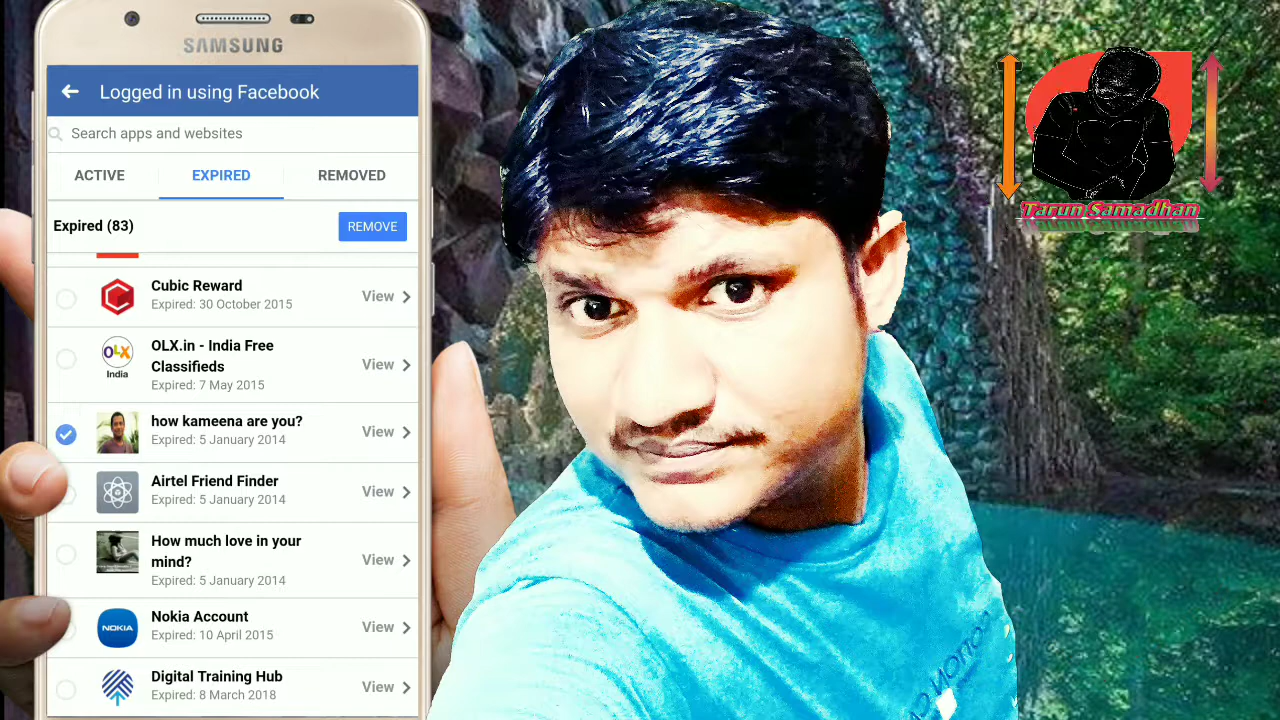 SAMSUNG
Logged in using Facebook
Search apps and websites
ACTIVE EXPIRED REMOVED
Expired (83) REMOVE
Cubic Reward
Expired: 30 October 2015
View
OLX
India
OLX.in - India Free
Classifieds
Expired: 7 May 2015
View
how kameena are you?
Expired: 5 January 2014
View
Airtel Friend Finder
Expired: 5 January 2014
View
How much love in your
mind?
Expired: 5 January 2014
View
NOKIA
Nokia Account
Expired: 10 April 2015
View
Digital Training Hub
Expired: 8 March 2018
View
Tarun Samadhan